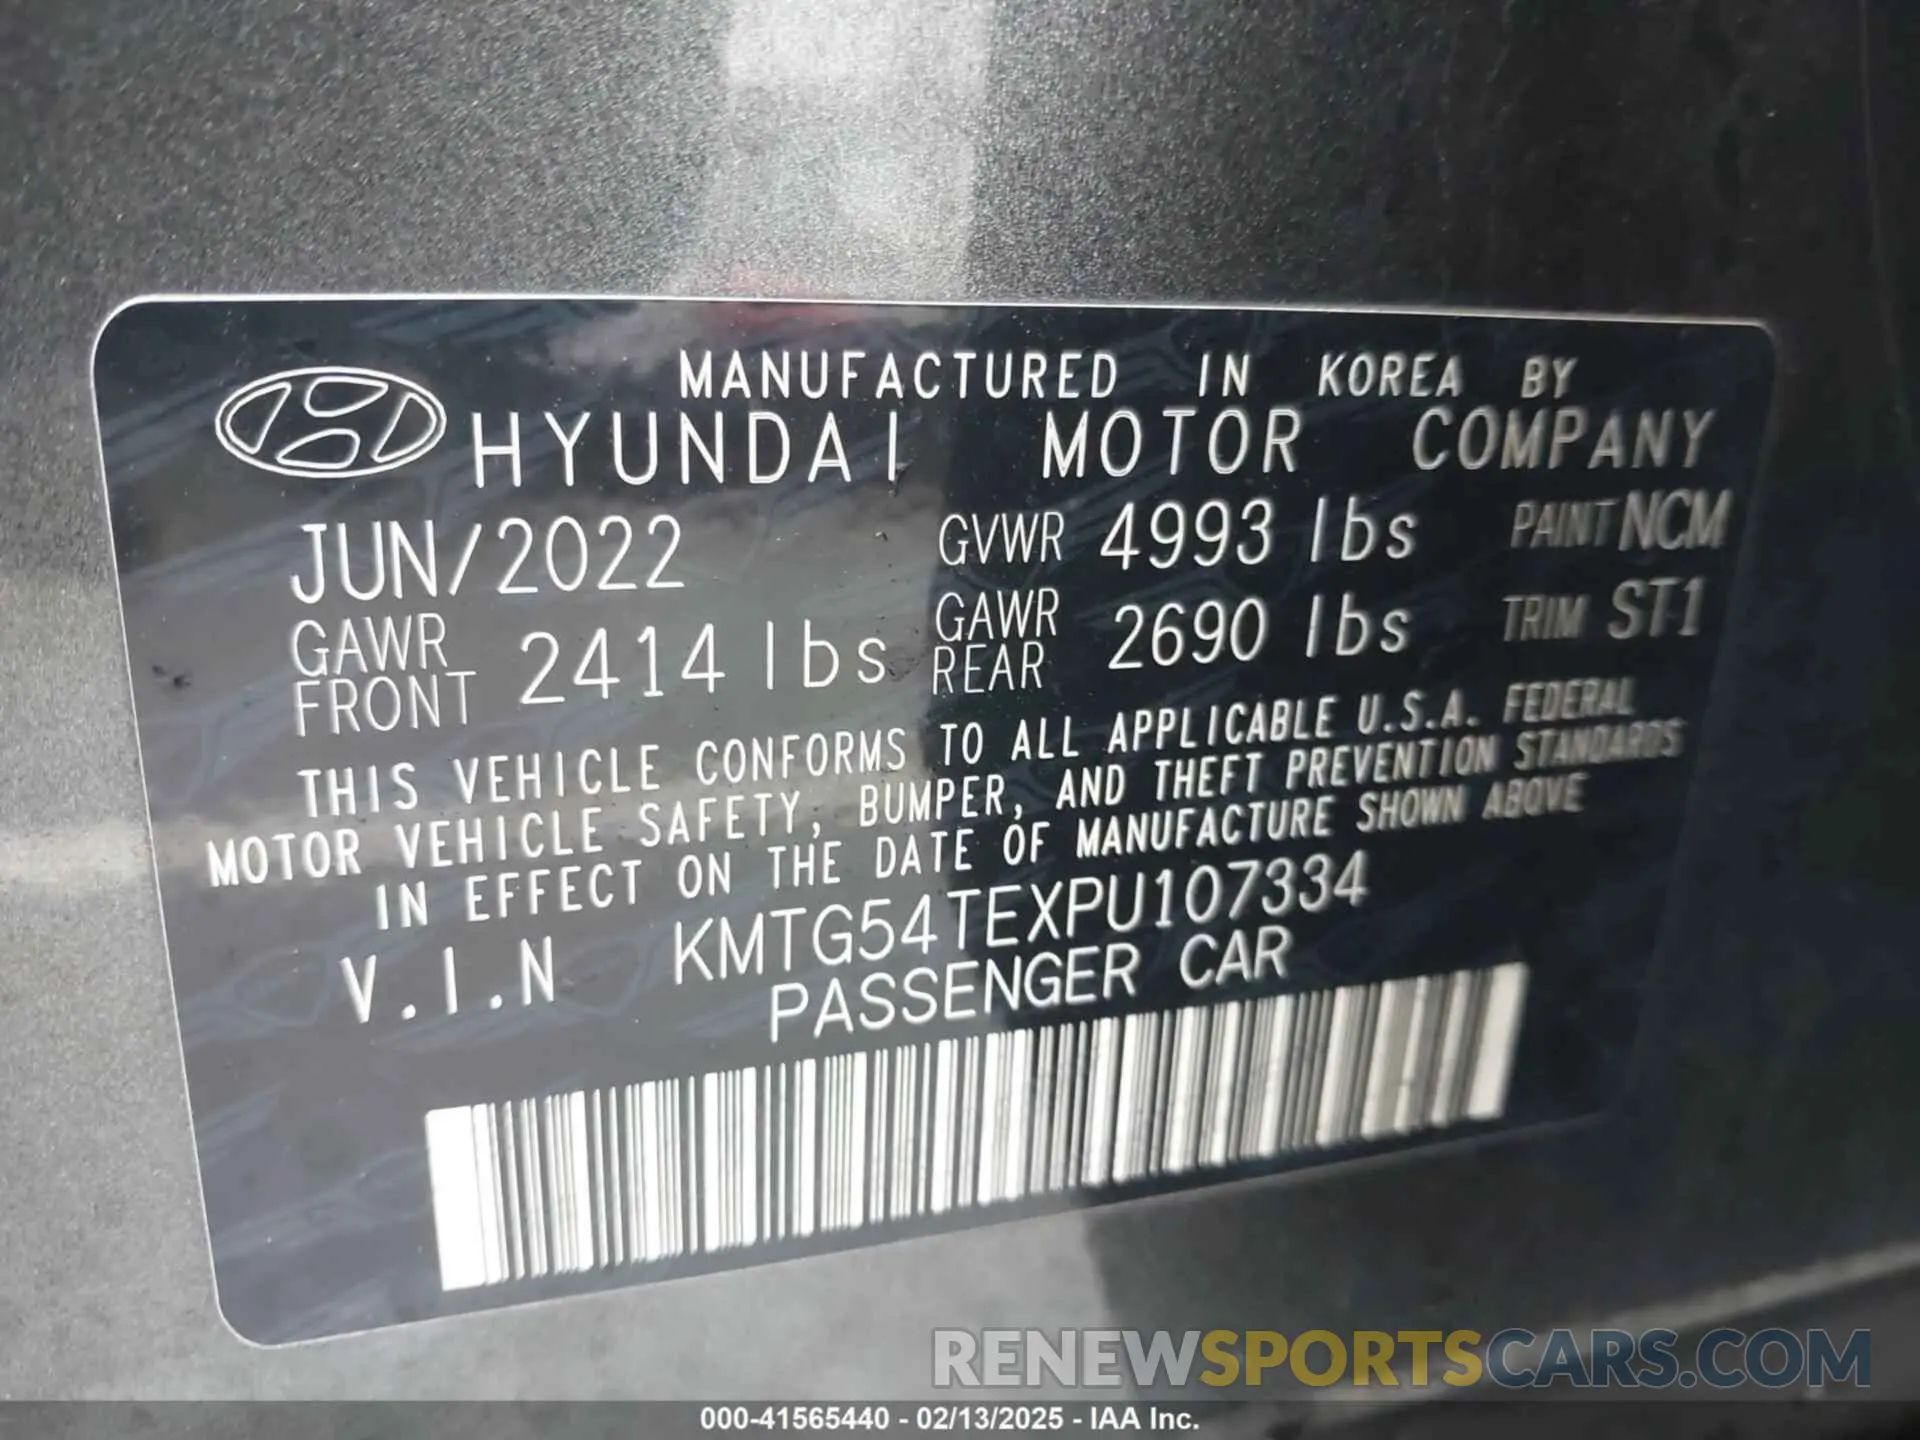 MANUFACTURED IN KOREA BY
HYUNDAI MOTOR COMPANY
JUN/2022 GVWR 4993 lbs PAINT NCM
GAWR FRONT 2414 lbs GAWR REAR 2690 lbs TRIM ST1
THIS VEHICLE CONFORMS TO ALL APPLICABLE U.S.A. FEDERAL
MOTOR VEHICLE SAFETY, BUMPER, AND THEFT PREVENTION STANDARDS
IN EFFECT ON THE DATE OF MANUFACTURE SHOWN ABOVE
V.I.N KMTG54TEXPU107334
PASSENGER CAR
RENEWSPORTSCARS.COM
000-41565440 - 02/13/2025 - IAA Inc.